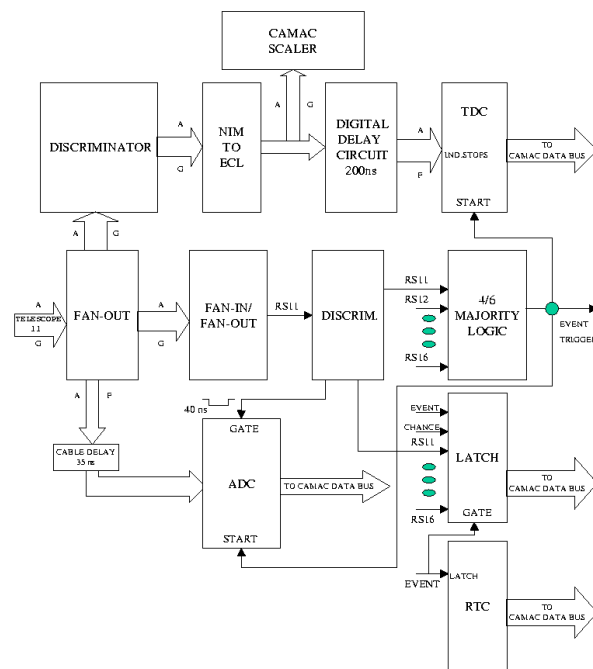 CAMAC
SCALER
A
G
DISCRIMINATOR
A
G
NIM
TO
ECL
DIGITAL
DELAY
CIRCUIT
200ns
A
F
TDC
IND.STOPS
START
TO
CAMAC DATA BUS
A
G
A
TELESCOPE
11
G
FAN-OUT
A
G
FAN-IN/
FAN-OUT
RS11
DISCRIM.
RS11
RS12
RS16
4/6
MAJORITY
LOGIC
EVENT
TRIGGER
A
F
CABLE DELAY
35 ns
40 ns
GATE
ADC
START
TO CAMAC DATA BUS
EVENT
CHANCE
RS11
RS16
LATCH
GATE
TO
CAMAC DATA BUS
EVENT
LATCH
RTC
TO
CAMAC DATA BUS